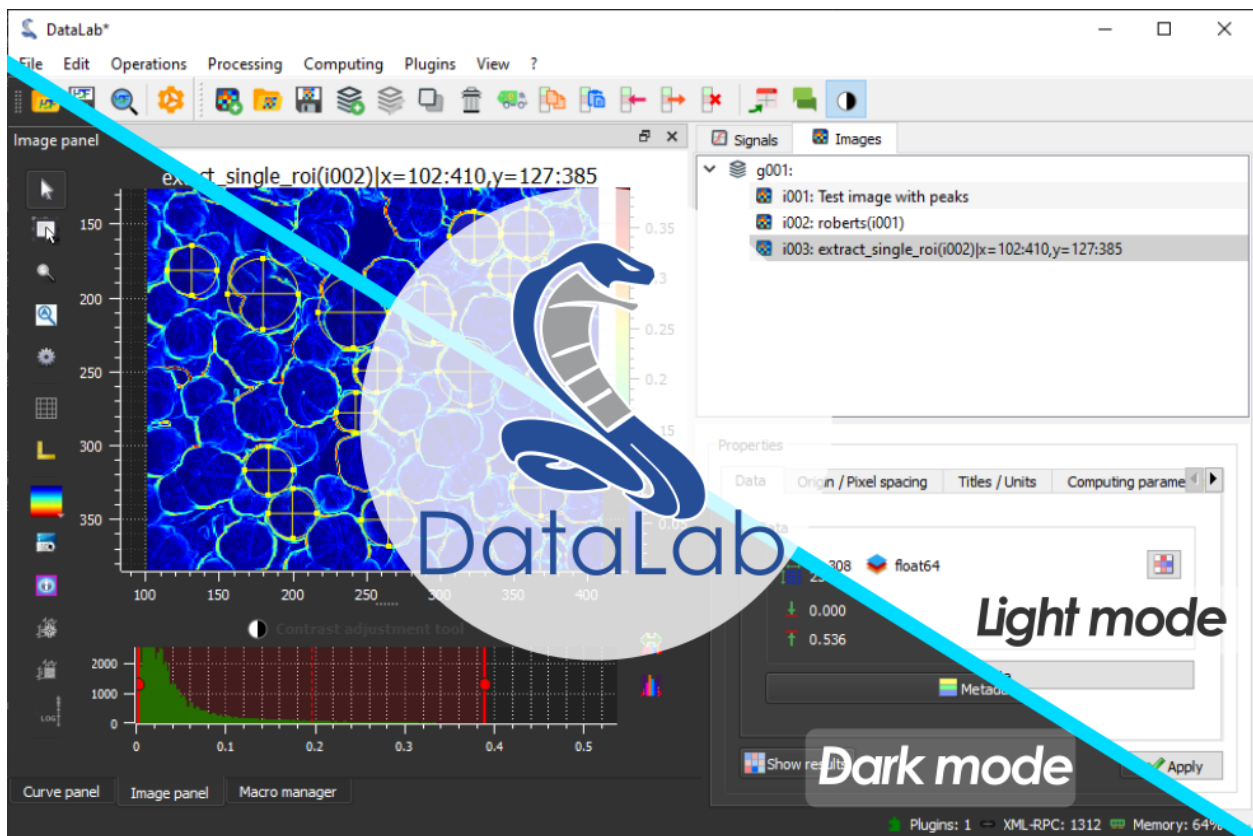 DataLab*
File Edit Operations Processing Computing Plugins View ?
Image panel
Signals Images
g001:
i001: Test image with peaks
i002: roberts(i001)
i003: extract_single_roi(i002)|x=102:410,y=127:385
extract_single_roi(i002)|x=102:410,y=127:385
150
200
250
300
350
100 150 200 250 300 350 400
0.35
0.3
0.25
0.2
0.05
DataLab
Contrast adjustment tool
2000
1000
0
0 0.1 0.2 0.3 0.4 0.5
LOG
Properties
Data Origin / Pixel spacing Titles / Units Computing parame
Data
308 float64
0.000
0.536
Light mode
Metada
Dark mode
Show results
Apply
Curve panel Image panel Macro manager
Plugins: 1 XML-RPC: 1312 Memory: 64%